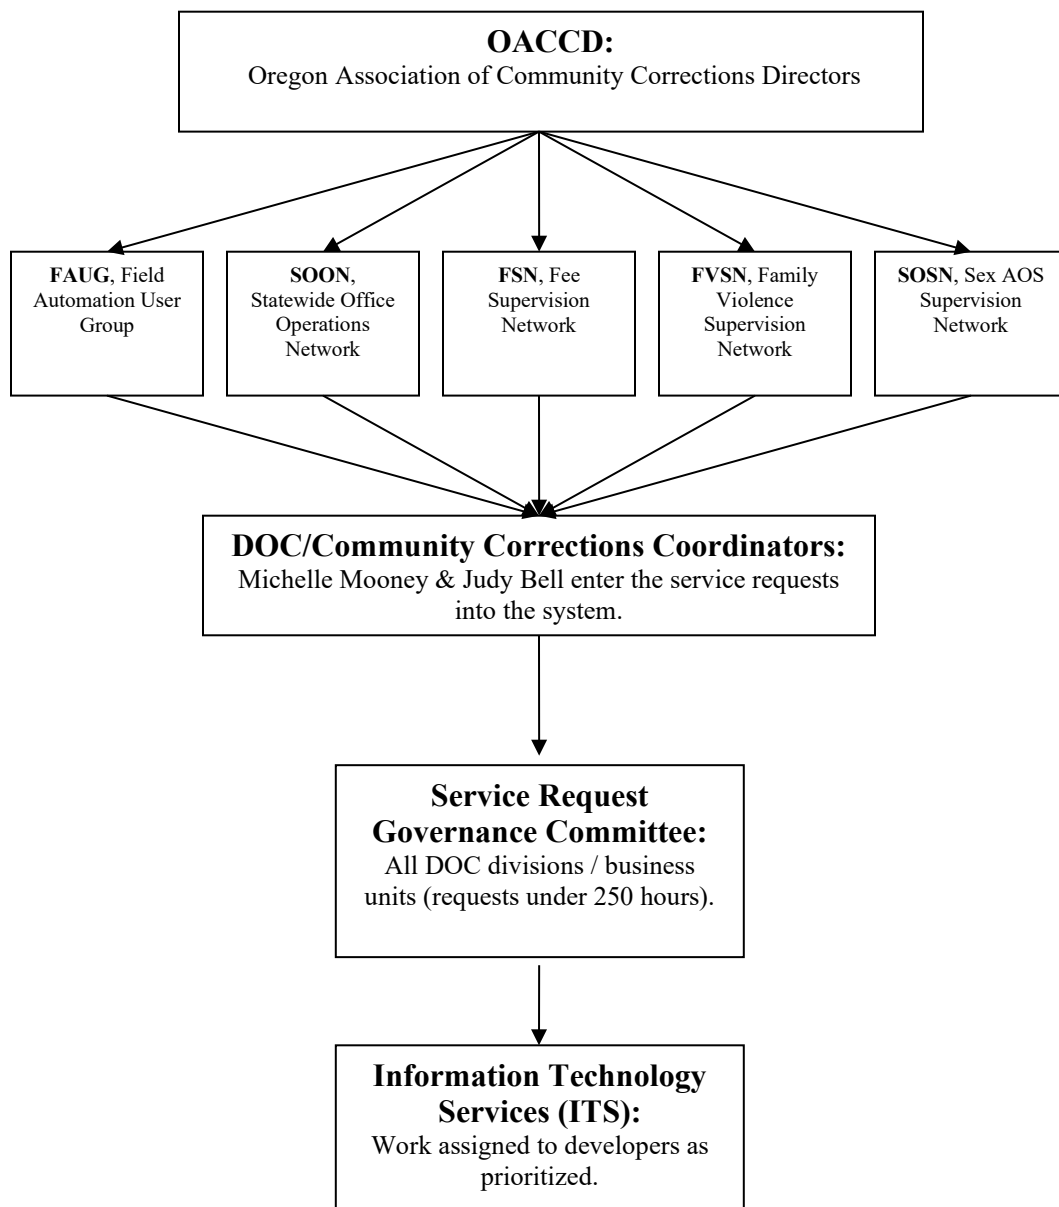 OACCD:
Oregon Association of Community Corrections Directors
FAUG, Field
Automation User
Group
SOON,
Statewide Office
Operations
Network
FSN, Fee
Supervision
Network
FVSN, Family
Violence
Supervision
Network
SOSN, Sex AOS
Supervision
Network
DOC/Community Corrections Coordinators:
Michelle Mooney & Judy Bell enter the service requests
into the system.
Service Request
Governance Committee:
All DOC divisions / business
units (requests under 250 hours).
Information Technology
Services (ITS):
Work assigned to developers as
prioritized.